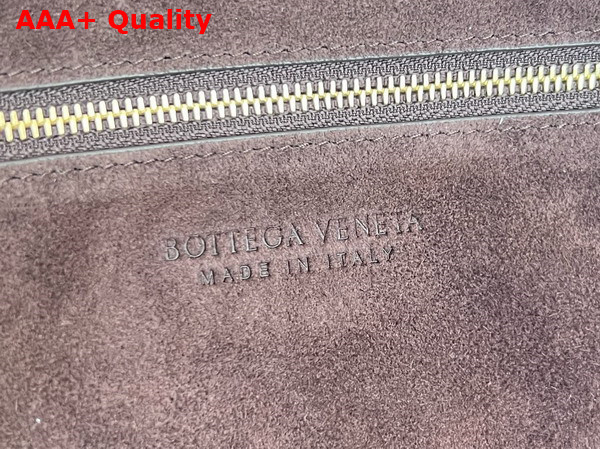 AAA+ Quality
BOTTEGA VENETA
MADE IN ITALY